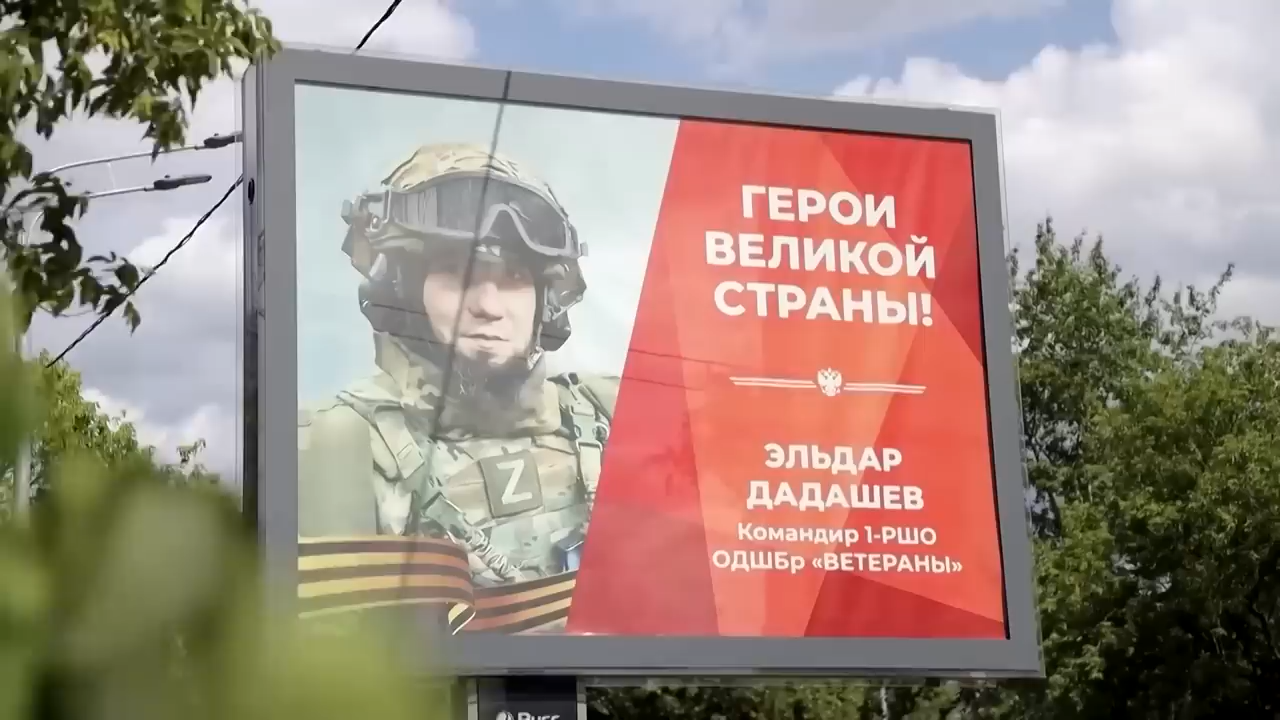 ГЕРОИ
ВЕЛИКОЙ
СТРАНЫ!
ЭЛЬДАР
ДАДАШЕВ
Командир 1-РШО
ОДШБр «ВЕТЕРАНЫ»
Z